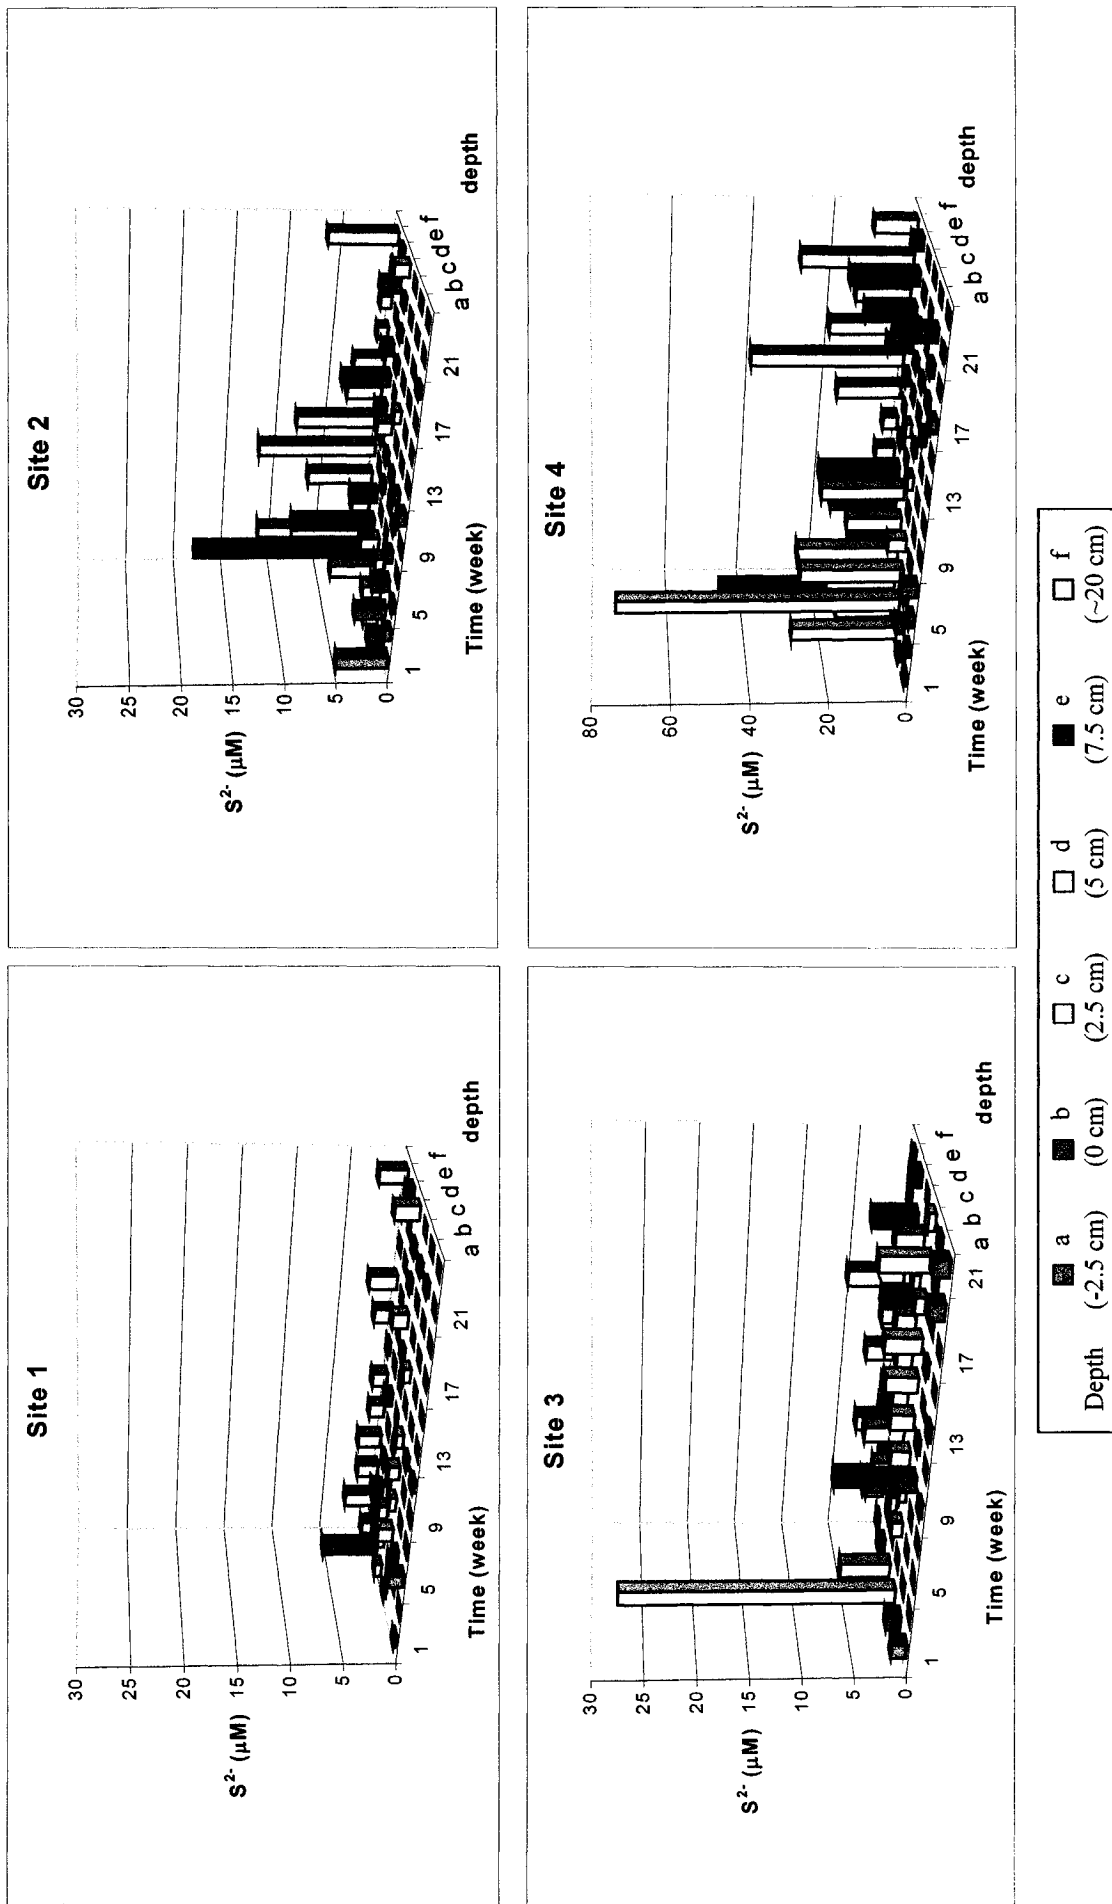 Site 1
S²⁻ (µM)
30
25
20
15
10
5
0
1
5
9
13
17
21
Time (week)
a b c d e f
depth
Site 2
S²⁻ (µM)
30
25
20
15
10
5
0
1
5
9
13
17
21
Time (week)
a b c d e f
depth
Site 3
S²⁻ (µM)
30
25
20
15
10
5
0
1
5
9
13
17
21
Time (week)
a b c d e f
depth
Site 4
S²⁻ (µM)
80
60
40
20
0
1
5
9
13
17
21
Time (week)
a b c d e f
depth
Depth a b c d e f
(-2.5 cm) (0 cm) (2.5 cm) (5 cm) (7.5 cm) (~20 cm)